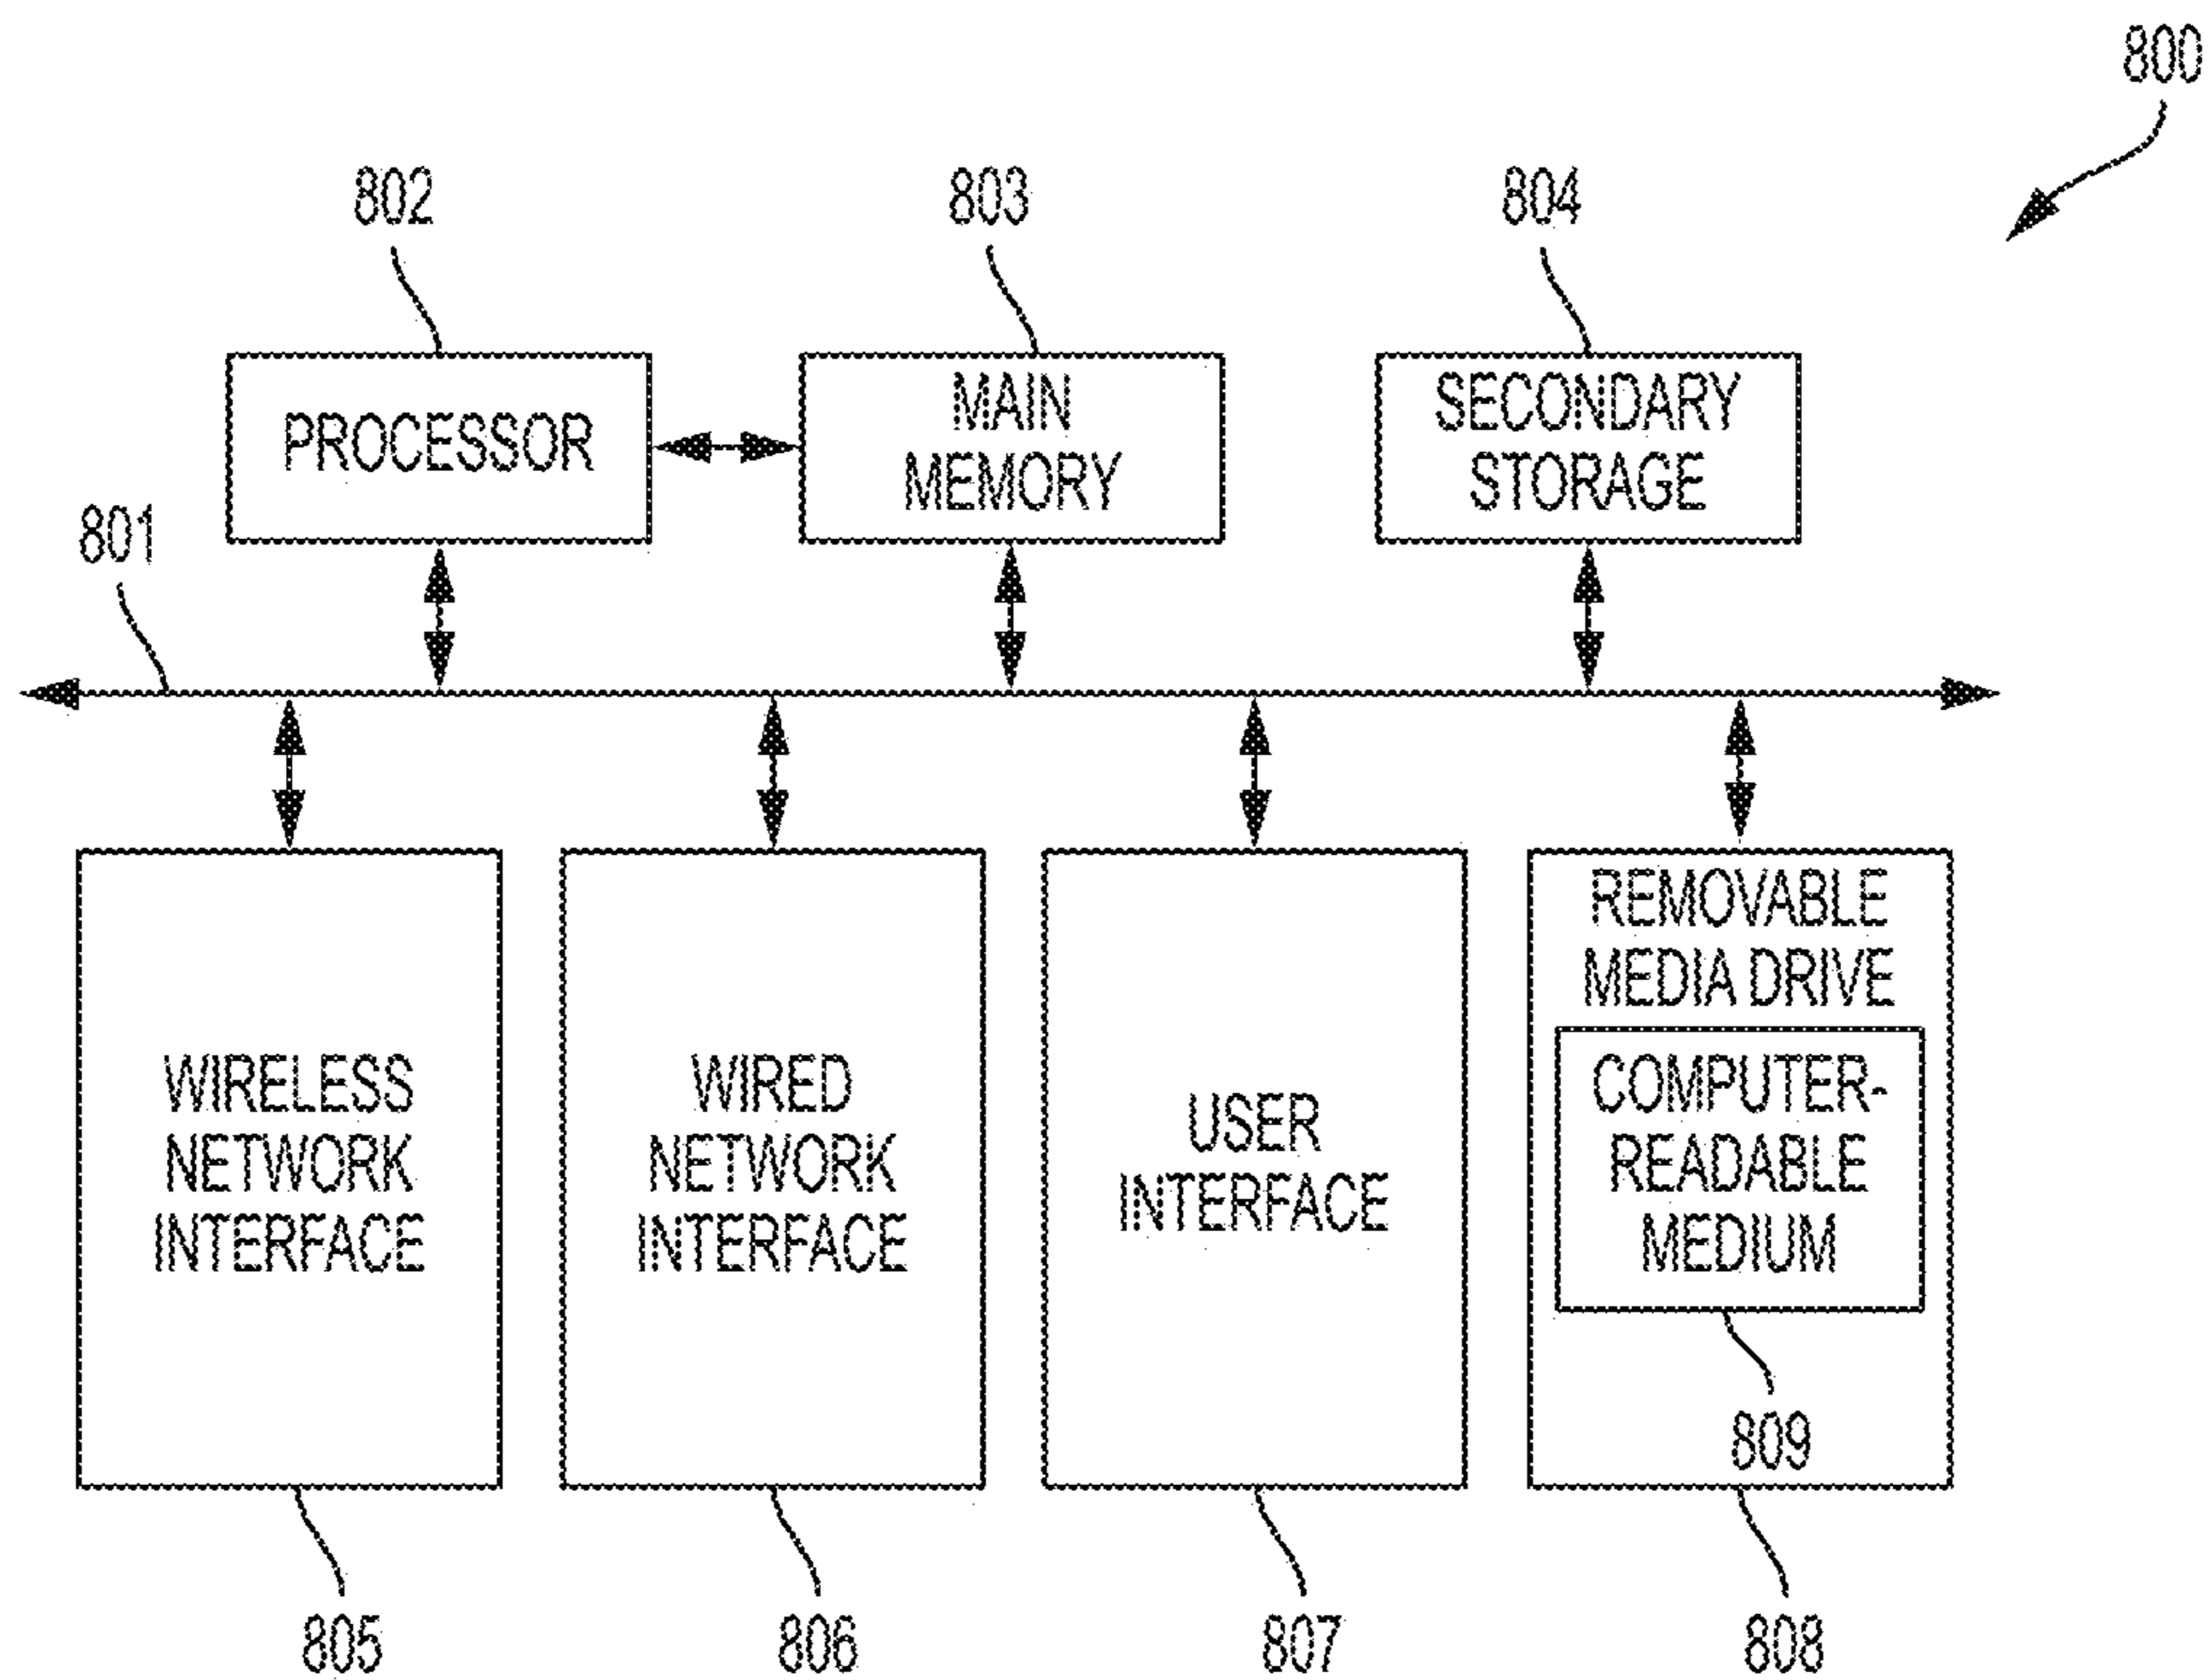 800
802
803
804
PROCESSOR
MAIN
MEMORY
SECONDARY
STORAGE
801
WIRELESS
NETWORK
INTERFACE
WIRED
NETWORK
INTERFACE
USER
INTERFACE
REMOVABLE
MEDIA DRIVE
COMPUTER-
READABLE
MEDIUM
809
805
806
807
808